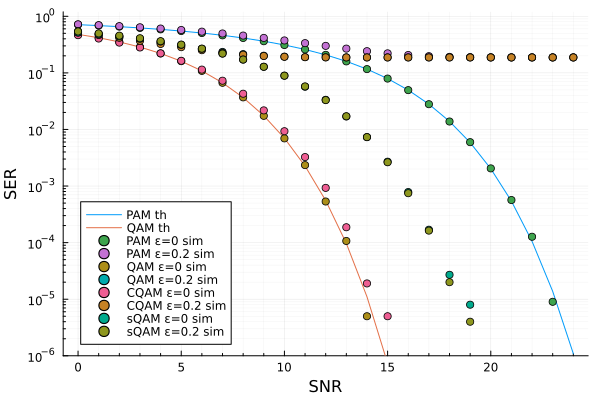 10⁰
10⁻¹
10⁻²
10⁻³
10⁻⁴
10⁻⁵
10⁻⁶
SER
PAM th
QAM th
PAM ε=0 sim
PAM ε=0.2 sim
QAM ε=0 sim
QAM ε=0.2 sim
CQAM ε=0 sim
CQAM ε=0.2 sim
sQAM ε=0 sim
sQAM ε=0.2 sim
0 5 10 15 20
SNR